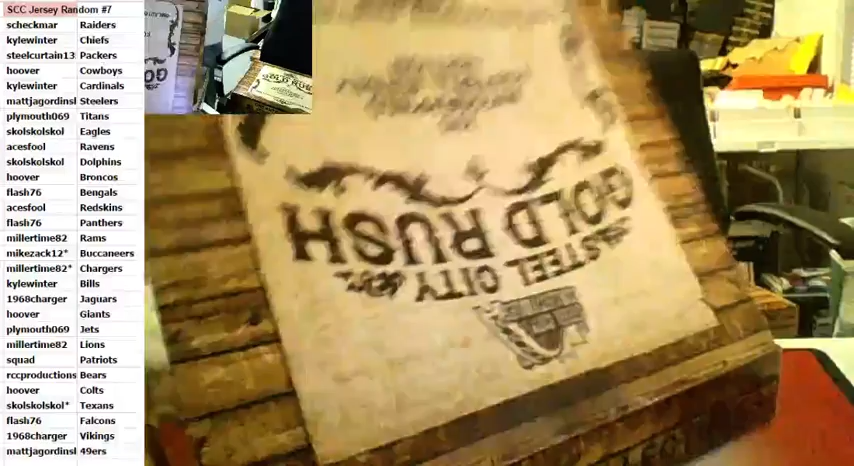 SCC Jersey Random #7
scheckmar Raiders
kylewinter Chiefs
steelcurtain13 Packers
hoover Cowboys
kylewinter Cardinals
mattjagordinsl Steelers
plymouth069 Titans
skolskolskol Eagles
acesfool Ravens
skolskolskol Dolphins
hoover Broncos
flash76 Bengals
acesfool Redskins
flash76 Panthers
millertime82 Rams
mikezack12* Buccaneers
millertime82* Chargers
kylewinter Bills
1968charger Jaguars
hoover Giants
plymouth069 Jets
millertime82 Lions
squad Patriots
rccproductions Bears
hoover Colts
skolskolskol* Texans
flash76 Falcons
1968charger Vikings
mattjagordinsl 49ers
STEEL CITY
GOLD RUSH